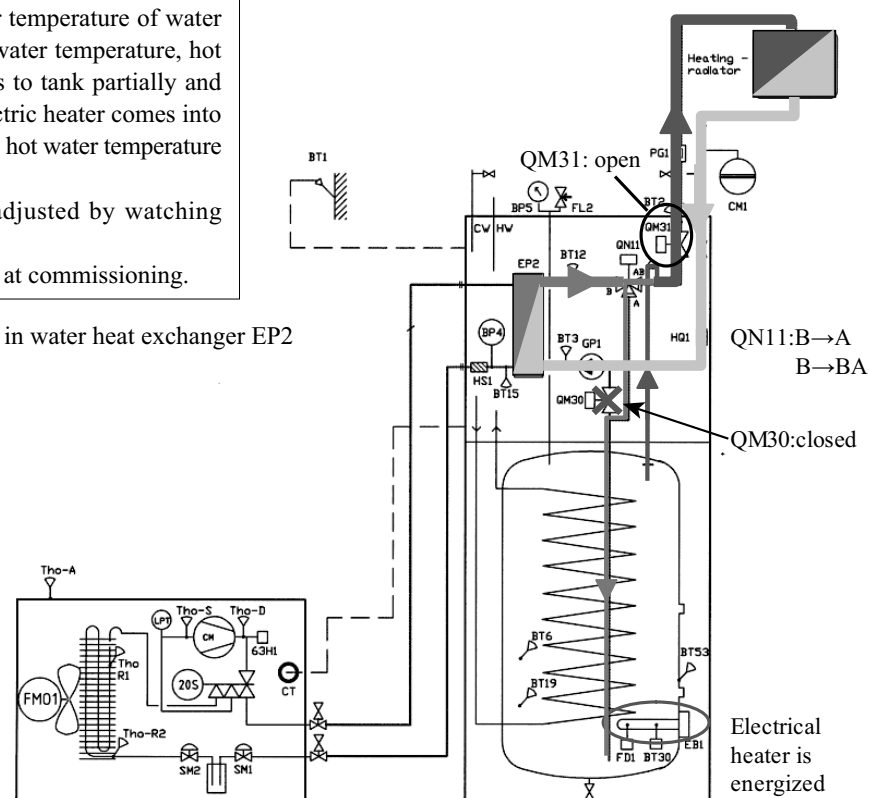 r temperature of water
water temperature, hot
s to tank partially and
ctric heater comes into
hot water temperature
adjusted by watching
at commissioning.
in water heat exchanger EP2
Heating -
radiator
BT1
QM31: open
PG1
CM1
BT2
BP5
FL2
QM31
CW
HW
QN11
EP2
BT12
AB
B
A
BP4
BT3
GP1
HQ1
QN11:B→A
B→BA
HS1
BT15
QM30
QM30:closed
Tho-A
LPT
Tho-S
Tho-D
CM
63H1
Tho
R1
20S
CT
FM01
Tho-R2
SM2
SM1
BT6
BT19
BT53
FD1
BT30
EB1
Electrical
heater is
energized